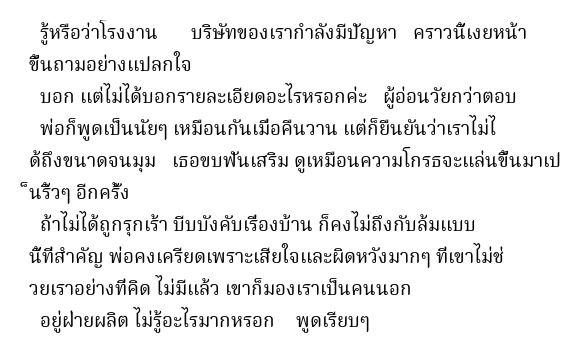 รู้หรือว่าโรงงาน บริษัทของเรากำลังมีปัญหา คราวนี้เงยหน้า
ขึ้นถามอย่างแปลกใจ
บอก แต่ไม่ได้บอกรายละเอียดอะไรหรอกค่ะ ผู้อ่อนวัยกว่าตอบ
พ่อก็พูดเป็นนัยๆ เหมือนกันเมื่อคืนวาน แต่ก็ยืนยันว่าเราไม่ไ
ด้ถึงขนาดจนมุม เธอขบฟันเสริม ดูเหมือนความโกรธจะแล่นขึ้นมาเป
็นริ้วๆ อีกครั้ง
ถ้าไม่ได้ถูกรุกเร้า บีบบังคับเรื่องบ้าน ก็คงไม่ถึงกับล้มแบบ
นี้ที่สำคัญ พ่อคงเครียดเพราะเสียใจและผิดหวังมากๆ ที่เขาไม่ช่
วยเราอย่างที่คิด ไม่มีแล้ว เขาก็มองเราเป็นคนนอก
อยู่ฝ่ายผลิต ไม่รู้อะไรมากหรอก พูดเรียบๆ